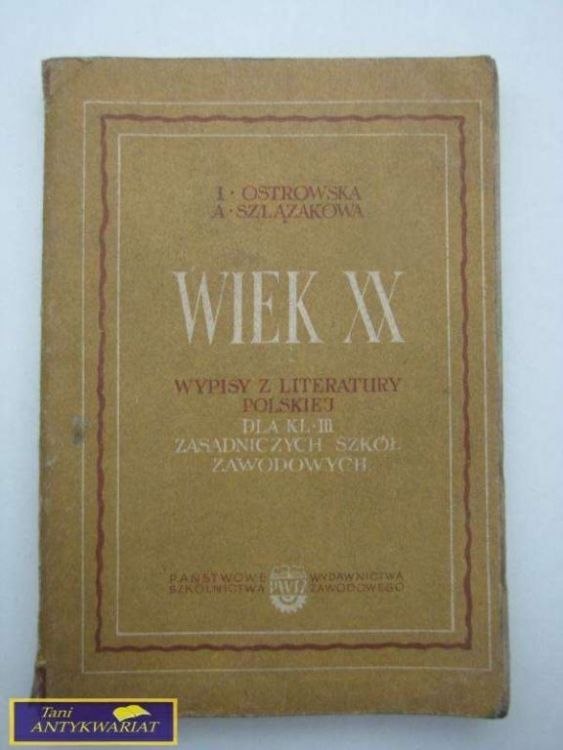 I · OSTROWSKA
A · SZLĄZAKOWA
WIEK XX
WYPISY Z LITERATURY
POLSKIEJ
DLA KL · III
ZASADNICZYCH SZKÓŁ
ZAWODOWYCH
PAŃSTWOWE WYDAWNICTWA
SZKOLNICTWA ZAWODOWEGO
PWSZ
Tani
ANTYKWARIAT